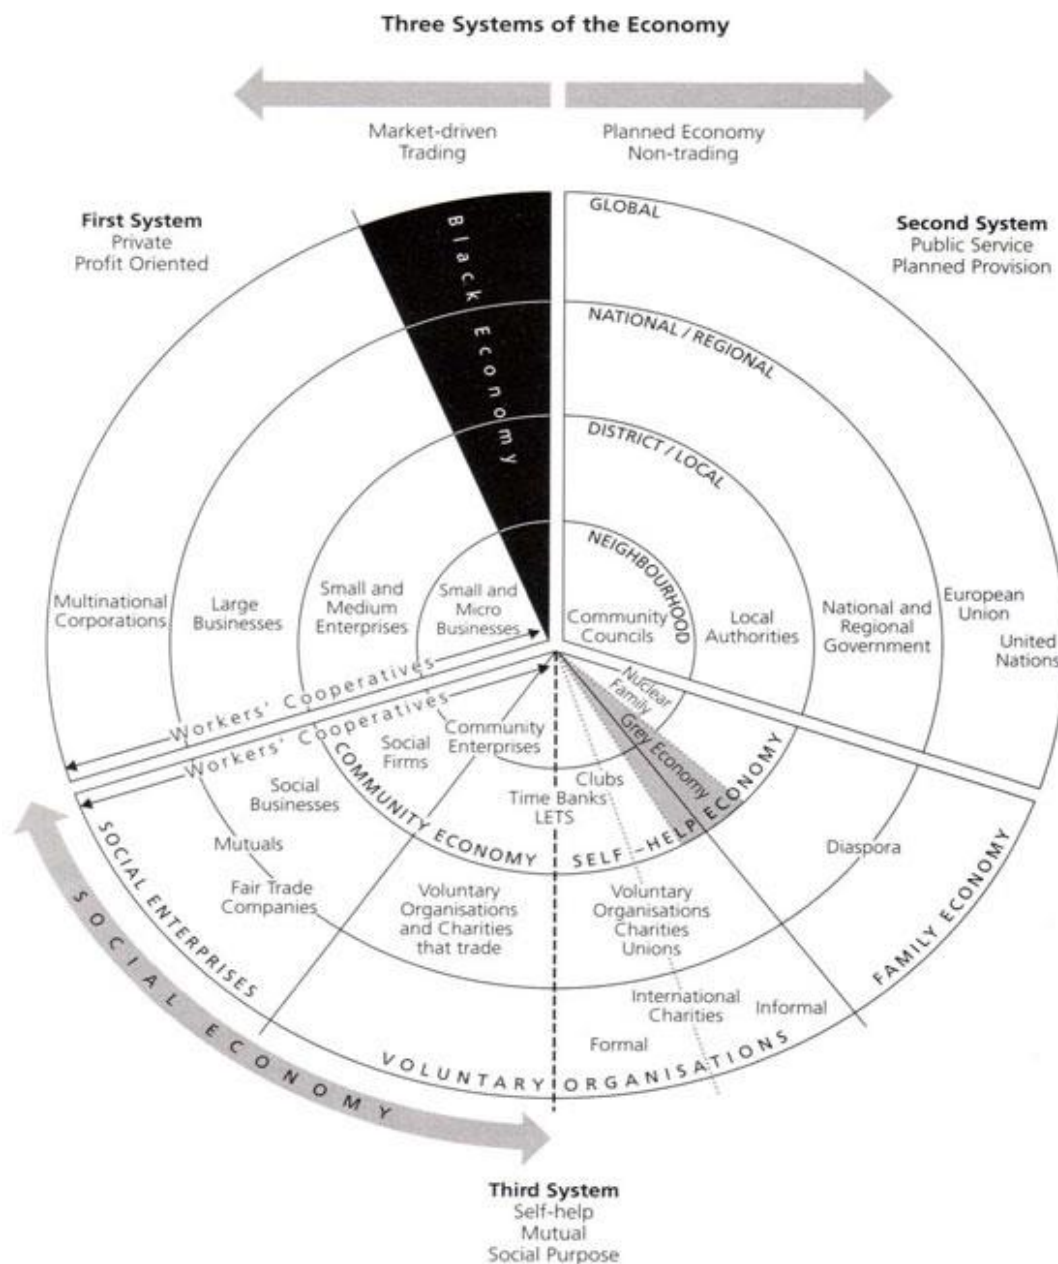 Three Systems of the Economy
Market-driven
Trading
Planned Economy
Non-trading
First System
Private
Profit Oriented
Second System
Public Service
Planned Provision
Black Economy
GLOBAL
NATIONAL / REGIONAL
DISTRICT / LOCAL
NEIGHBOURHOOD
Multinational
Corporations
Large
Businesses
Small and
Medium
Enterprises
Small and
Micro
Businesses
Community
Councils
Local
Authorities
National and
Regional
Government
European
Union
United
Nations
Workers' Cooperatives
Workers' Cooperatives
Nuclear
Family
Grey Economy
Community
Enterprises
Social
Firms
Social
Businesses
Mutuals
Fair Trade
Companies
COMMUNITY ECONOMY
SELF-HELP ECONOMY
Clubs
Time Banks
LETS
Diaspora
Voluntary
Organisations
and Charities
that trade
Voluntary
Organisations
Charities
Unions
International
Charities
Informal
Formal
SOCIAL ENTERPRISES
VOLUNTARY ORGANISATIONS
FAMILY ECONOMY
SOCIAL ECONOMY
Third System
Self-help
Mutual
Social Purpose